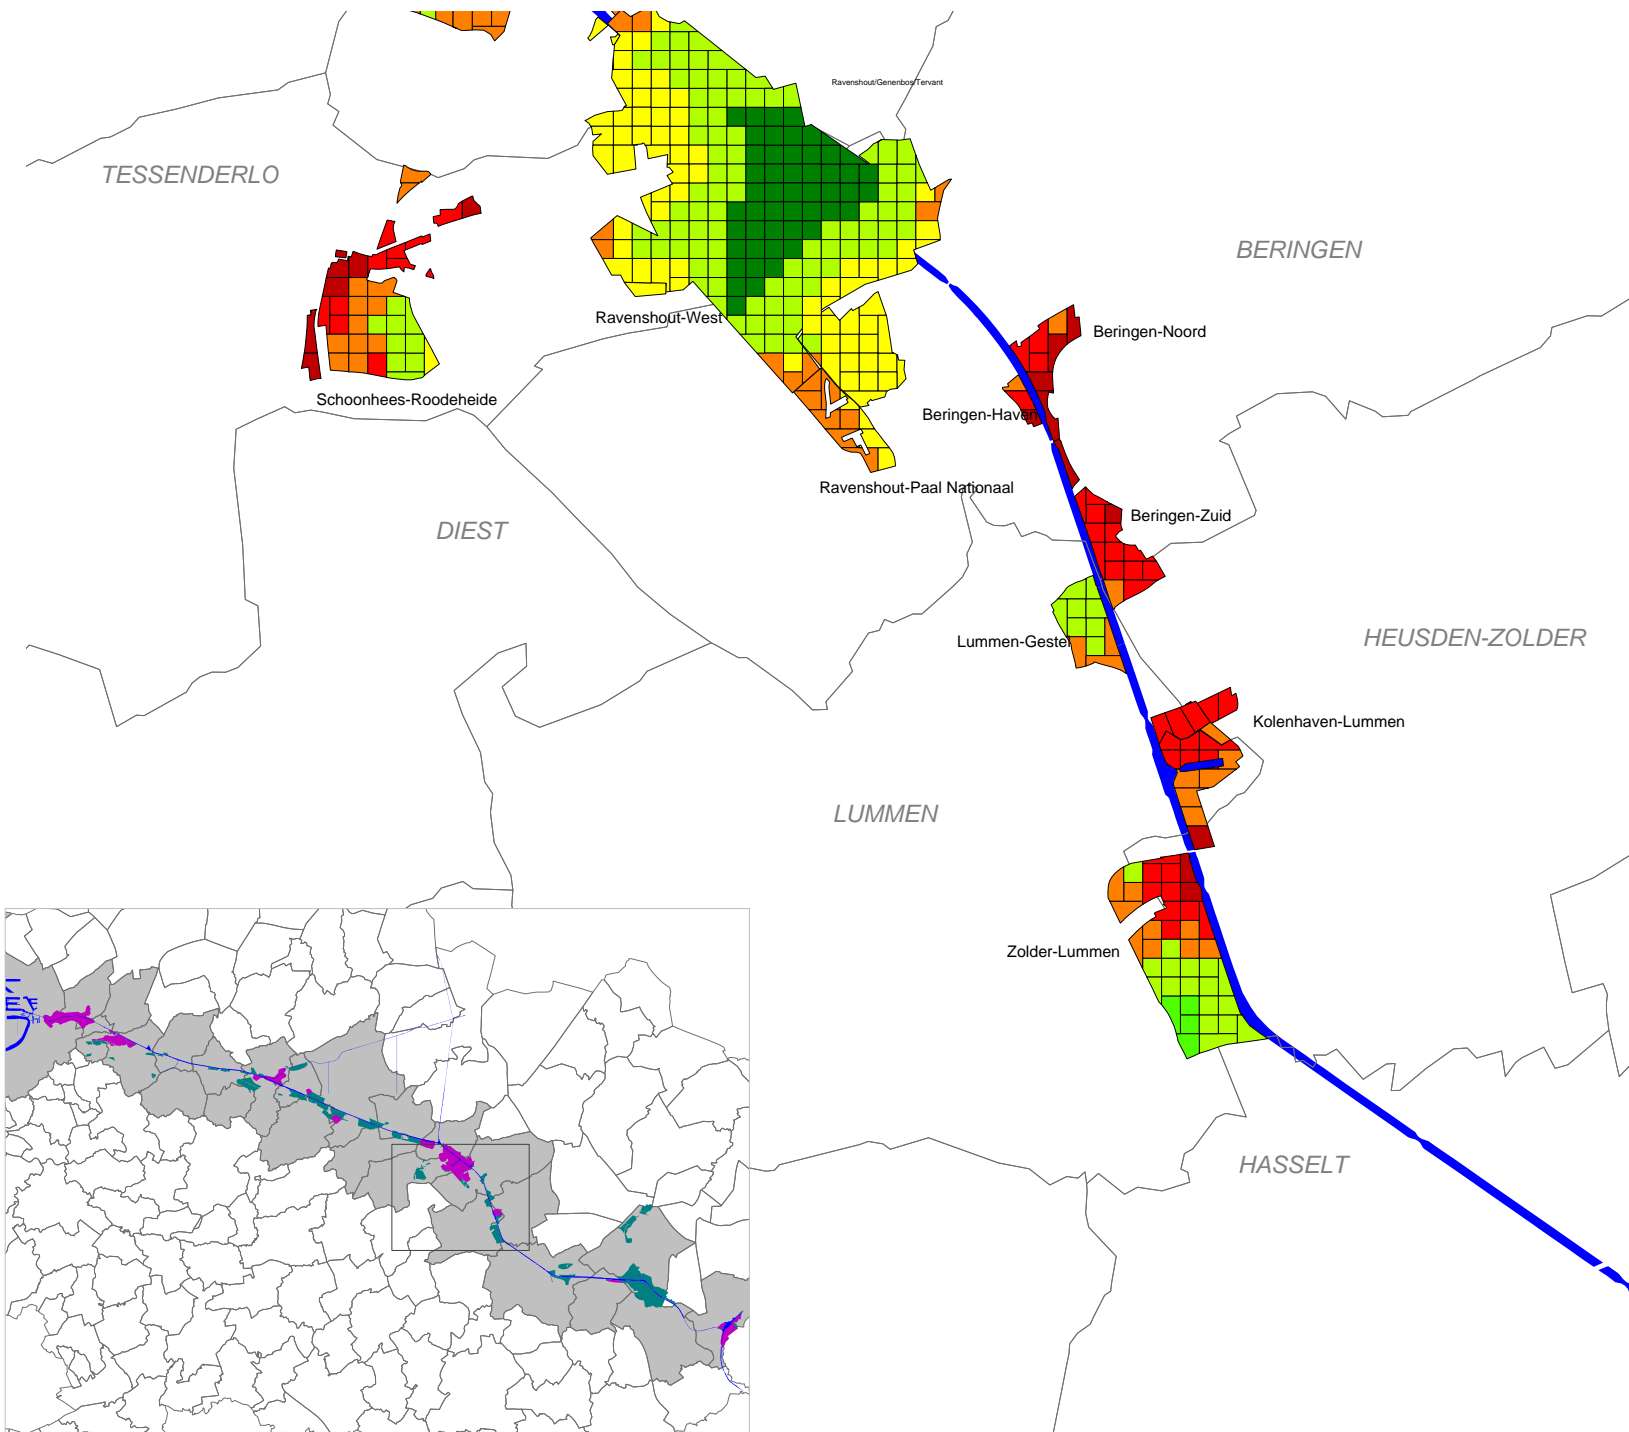 Ravenshout/Genenbos/Tervant
TESSENDERLO
BERINGEN
Ravenshout-West
Beringen-Noord
Schoonhees-Roodeheide
Beringen-Haven
Ravenshout-Paal Nationaal
Beringen-Zuid
DIEST
HEUSDEN-ZOLDER
Lummen-Gestel
Kolenhaven-Lummen
LUMMEN
Zolder-Lummen
HASSELT